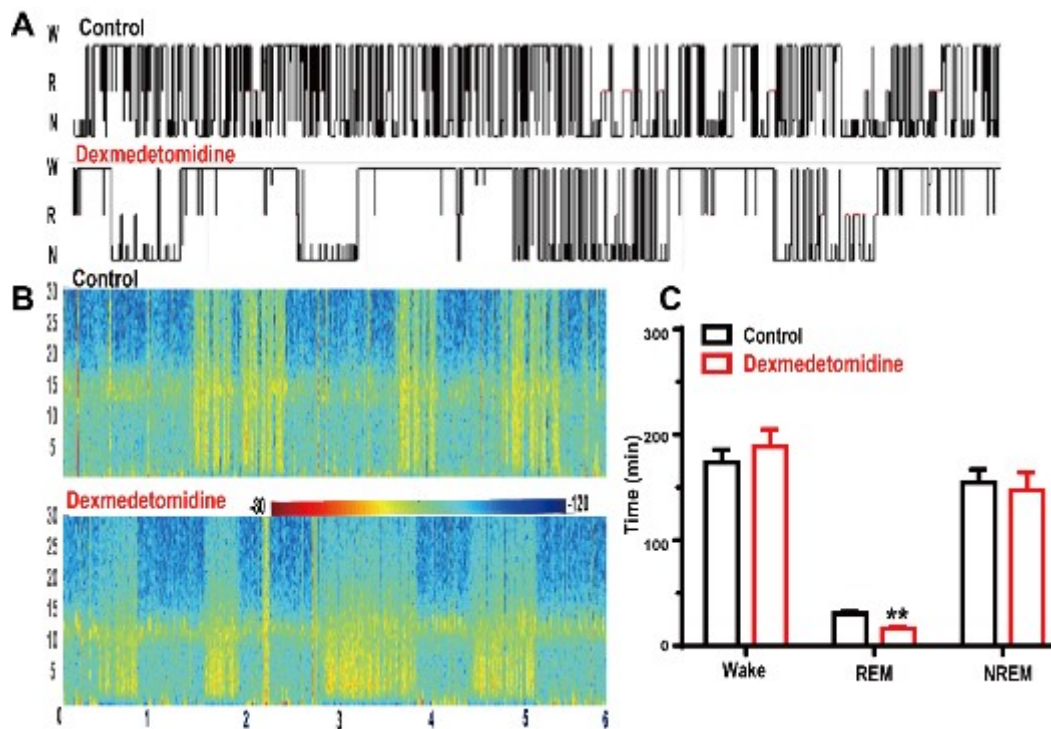 A
Control
W
R
N
Dexmedetomidine
W
R
N
B
Control
30
25
20
15
10
5
Dexmedetomidine
-80
-120
30
25
20
15
10
5
0 1 2 3 4 5 6
C
Control
Dexmedetomidine
Time (min)
300
200
100
0
**
Wake REM NREM